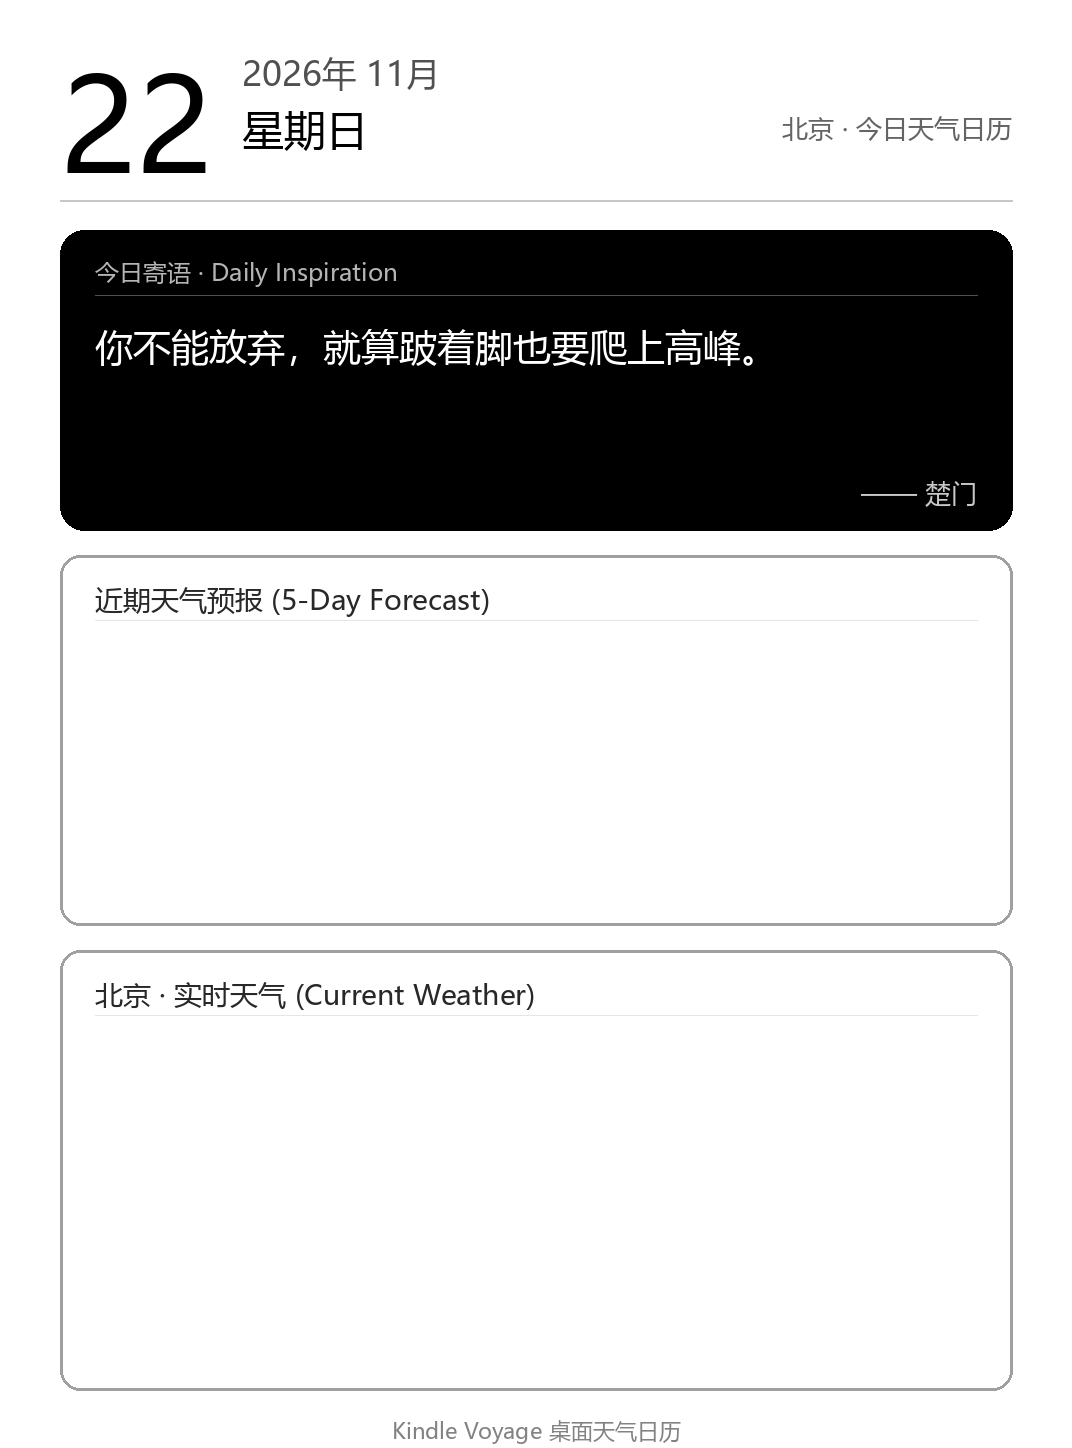 22
2026年 11月
星期日
北京 · 今日天气日历
今日寄语 · Daily Inspiration
你不能放弃，就算跛着脚也要爬上高峰。
—— 楚门
近期天气预报 (5-Day Forecast)
北京 · 实时天气 (Current Weather)
Kindle Voyage 桌面天气日历